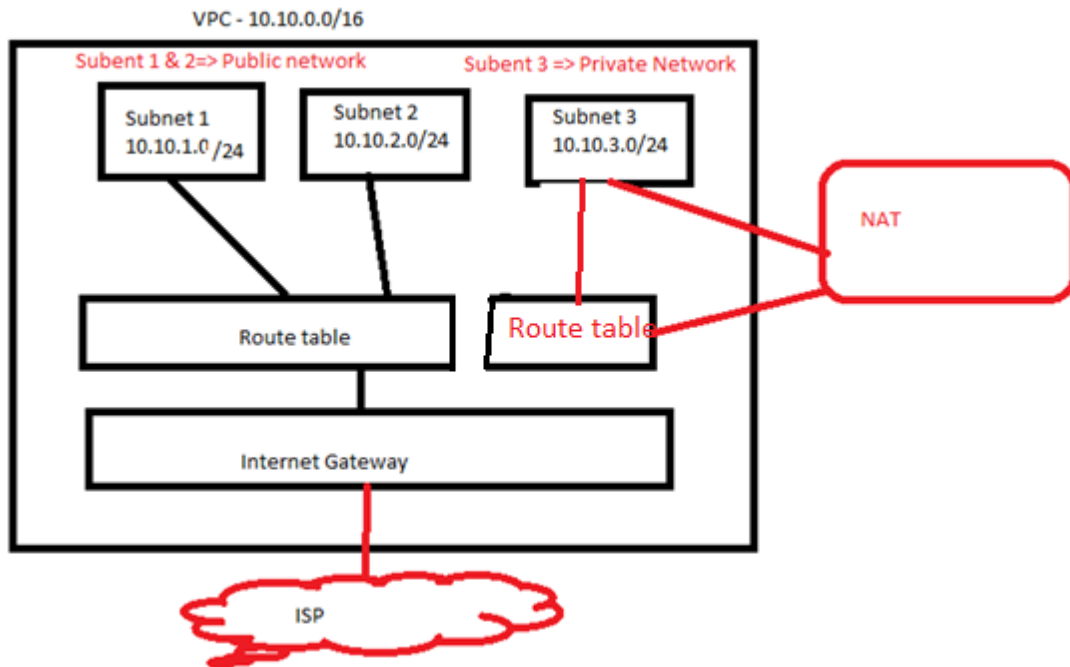 VPC - 10.10.0.0/16
Subent 1 & 2=> Public network
Subent 3 => Private Network
Subnet 1
10.10.1.0/24
Subnet 2
10.10.2.0/24
Subnet 3
10.10.3.0/24
NAT
Route table
Route table
Internet Gateway
ISP